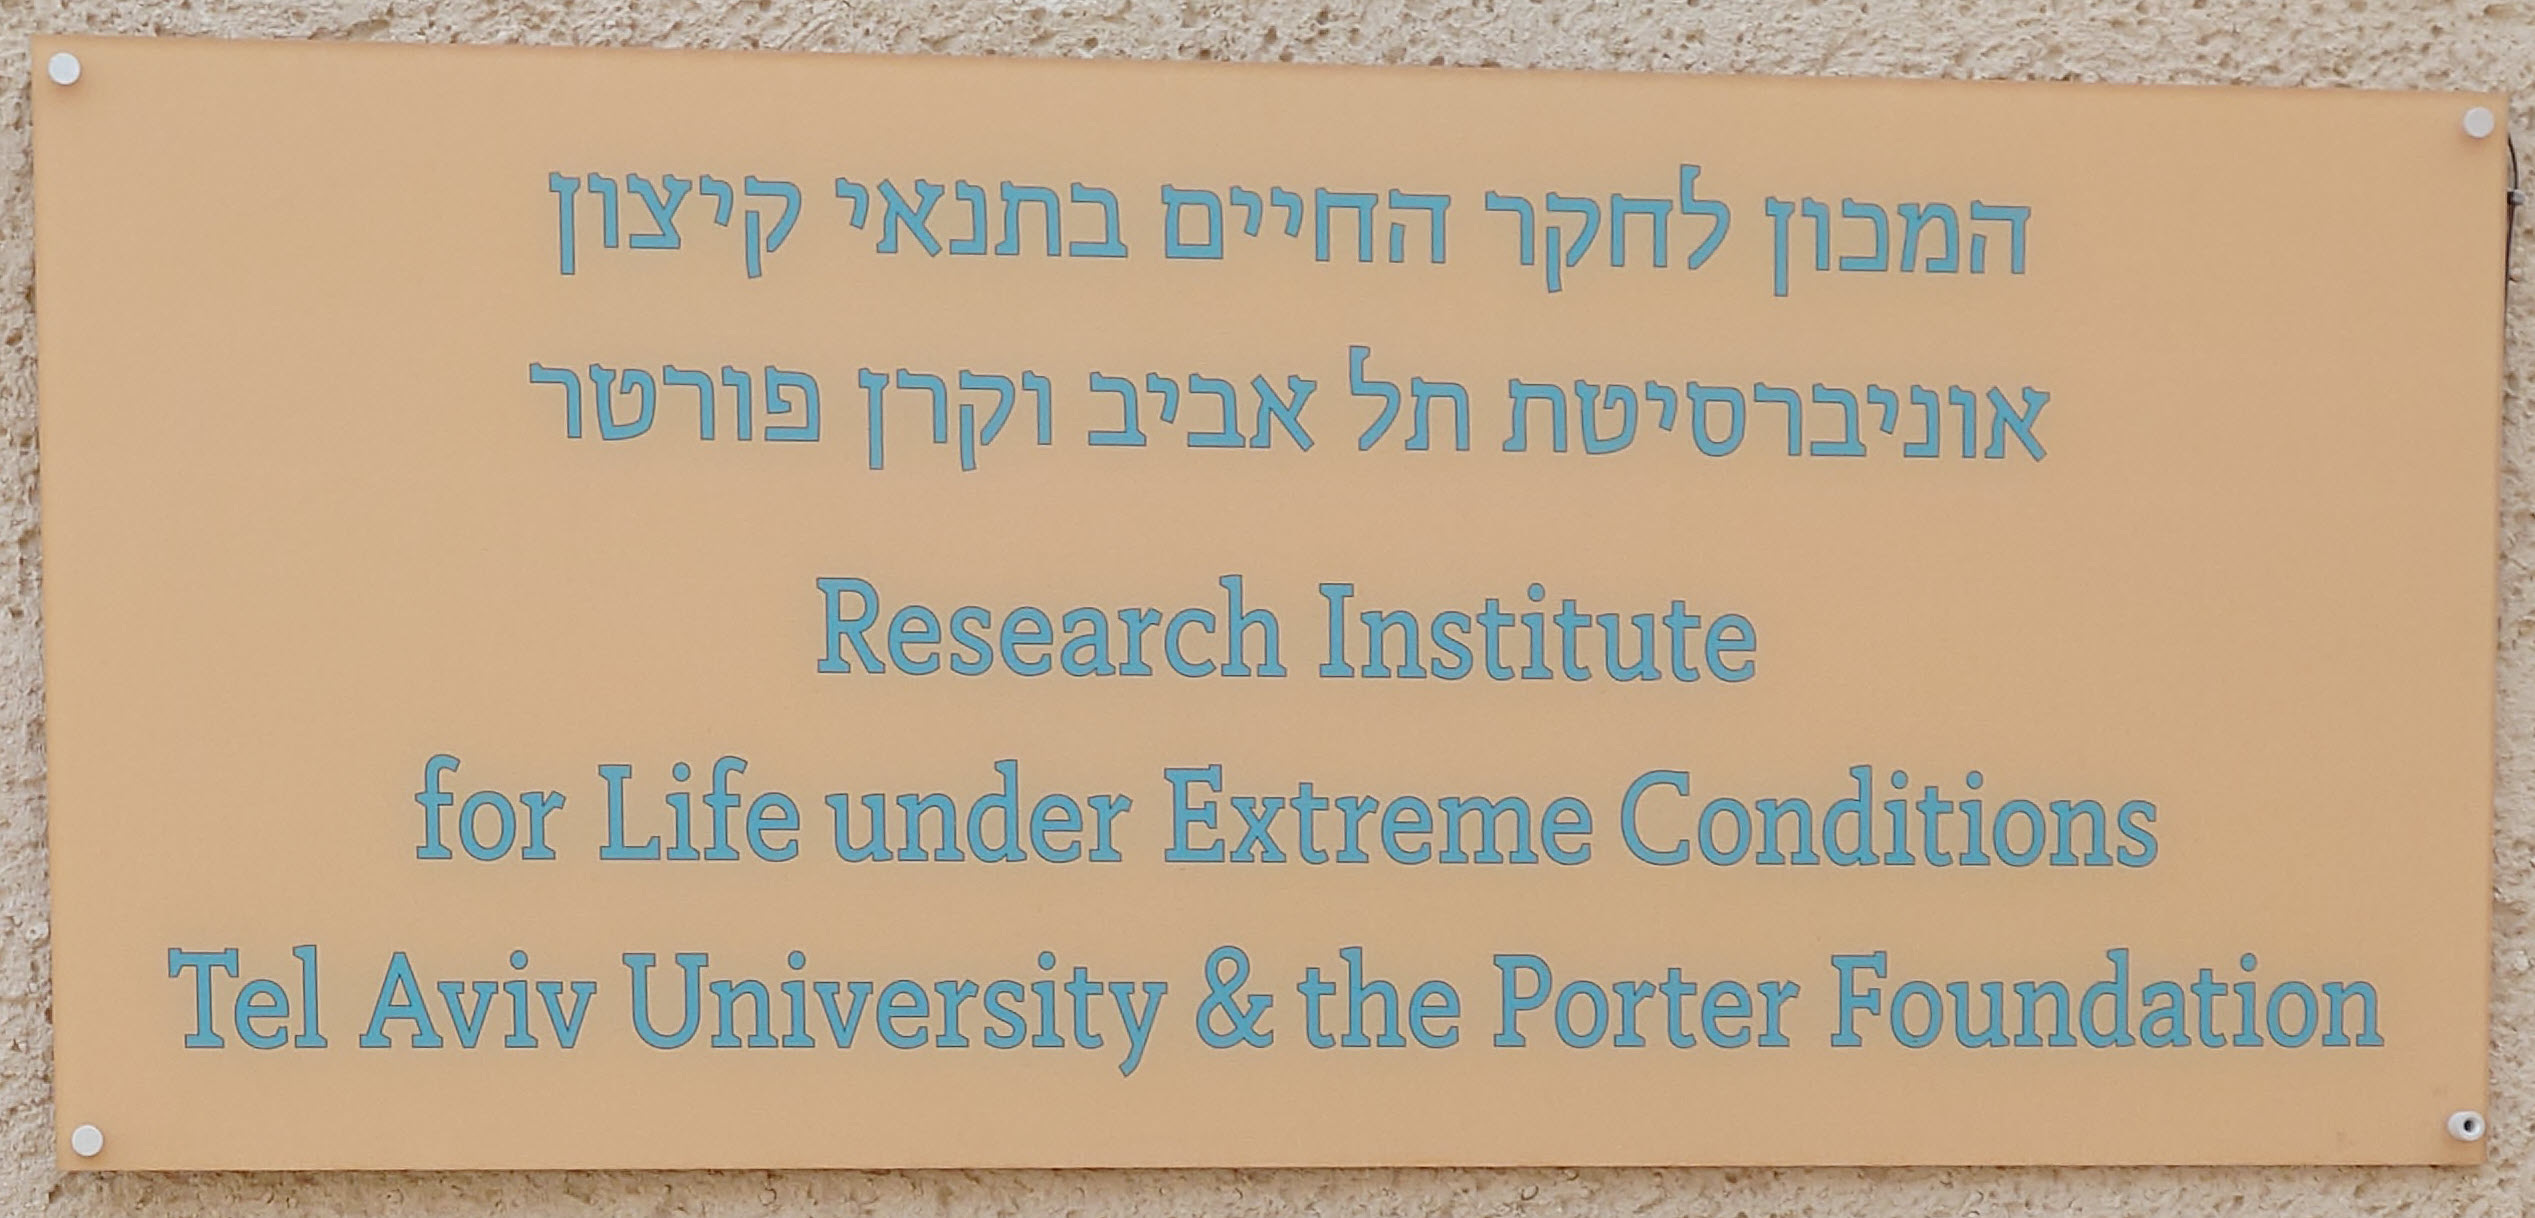 המכון לחקר החיים בתנאי קיצון
אוניברסיטת תל אביב וקרן פורטר
Research Institute
for Life under Extreme Conditions
Tel Aviv University & the Porter Foundation